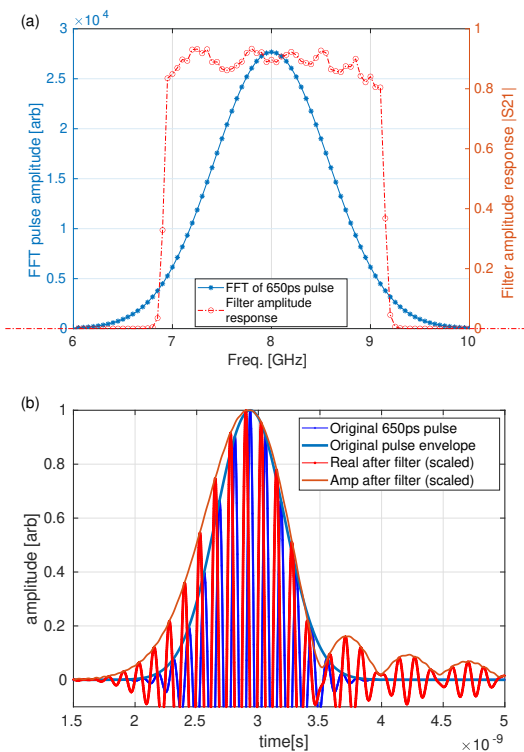 (a)
× 10^4
3
2.5
2
1.5
1
0.5
0
FFT pulse amplitude [arb]
1
0.8
0.6
0.4
0.2
0
Filter amplitude response |S21|
FFT of 650ps pulse
Filter amplitude
response
6 7 8 9 10
Freq. [GHz]
(b)
1
0.8
0.6
0.4
0.2
0
amplitude [arb]
Original 650ps pulse
Original pulse envelope
Real after filter (scaled)
Amp after filter (scaled)
1.5 2 2.5 3 3.5 4 4.5 5
time[s]
× 10^-9